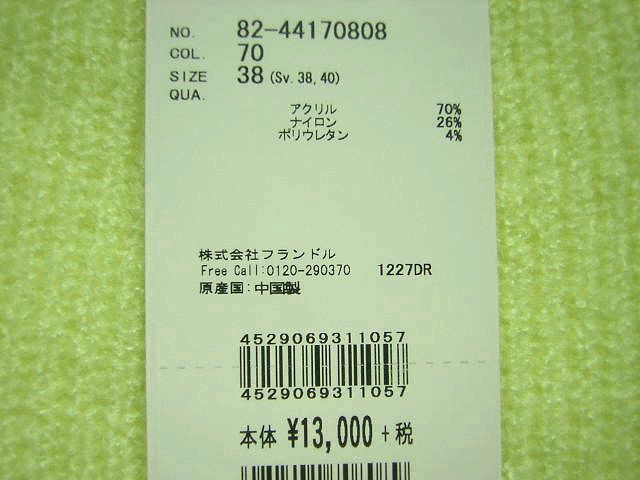 NO. 82-44170808
COL. 70
SIZE 38 (Sv. 38, 40)
QUA.
アクリル 70%
ナイロン 26%
ポリウレタン 4%
株式会社フランドル
Free Call:0120-290370 1227DR
原産国:中国製
4529069311057
4529069311057
本体 ¥13,000 +税